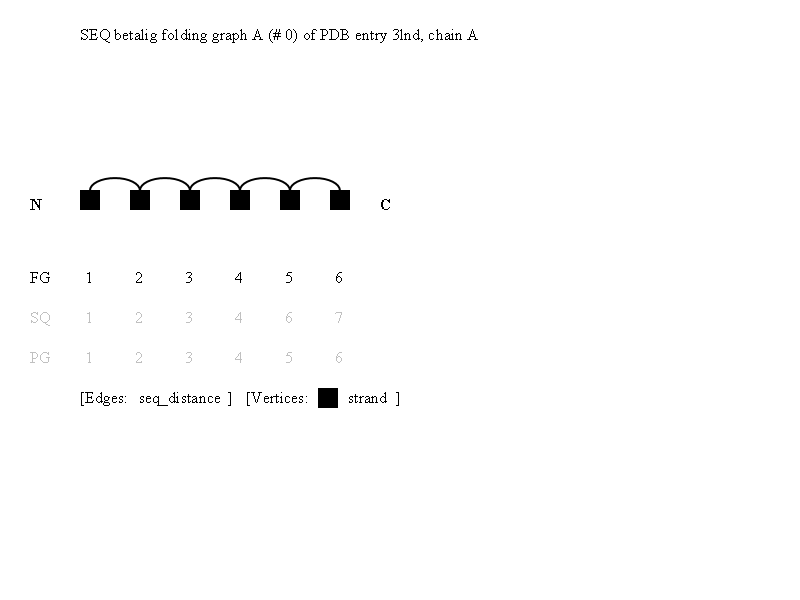 SEQ betalig folding graph A (# 0) of PDB entry 3lnd, chain A
N C
FG 1 2 3 4 5 6
SQ 1 2 3 4 6 7
PG 1 2 3 4 5 6
[Edges: seq_distance ] [Vertices: strand ]